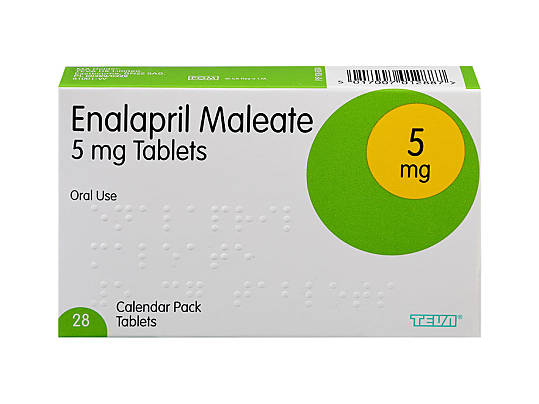 Enalapril Maleate
5 mg Tablets
Oral Use
5
mg
28
Calendar Pack
Tablets
TEVA®